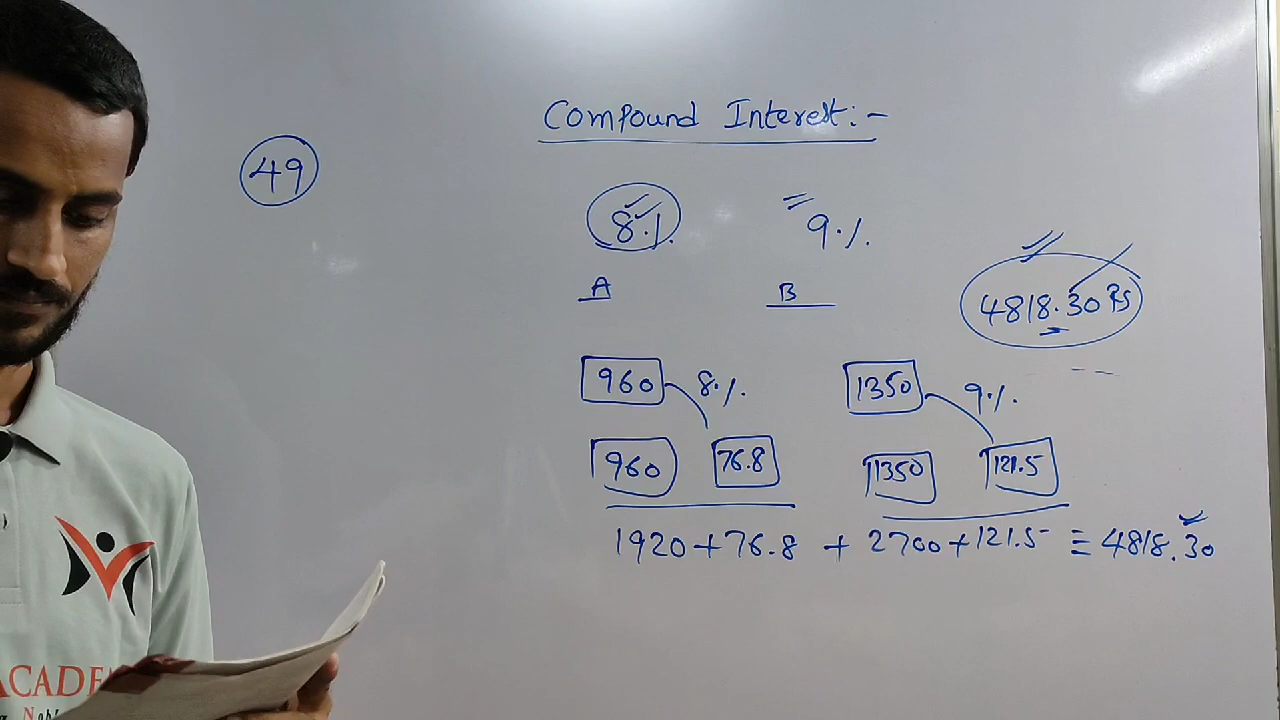 Compound Interest:-
49
8% 9%
A B
4818.30 Rs
960 8% 1350 9%
960 76.8 1350 121.5
1920+76.8 + 2700+121.5 = 4818.30
ACADE